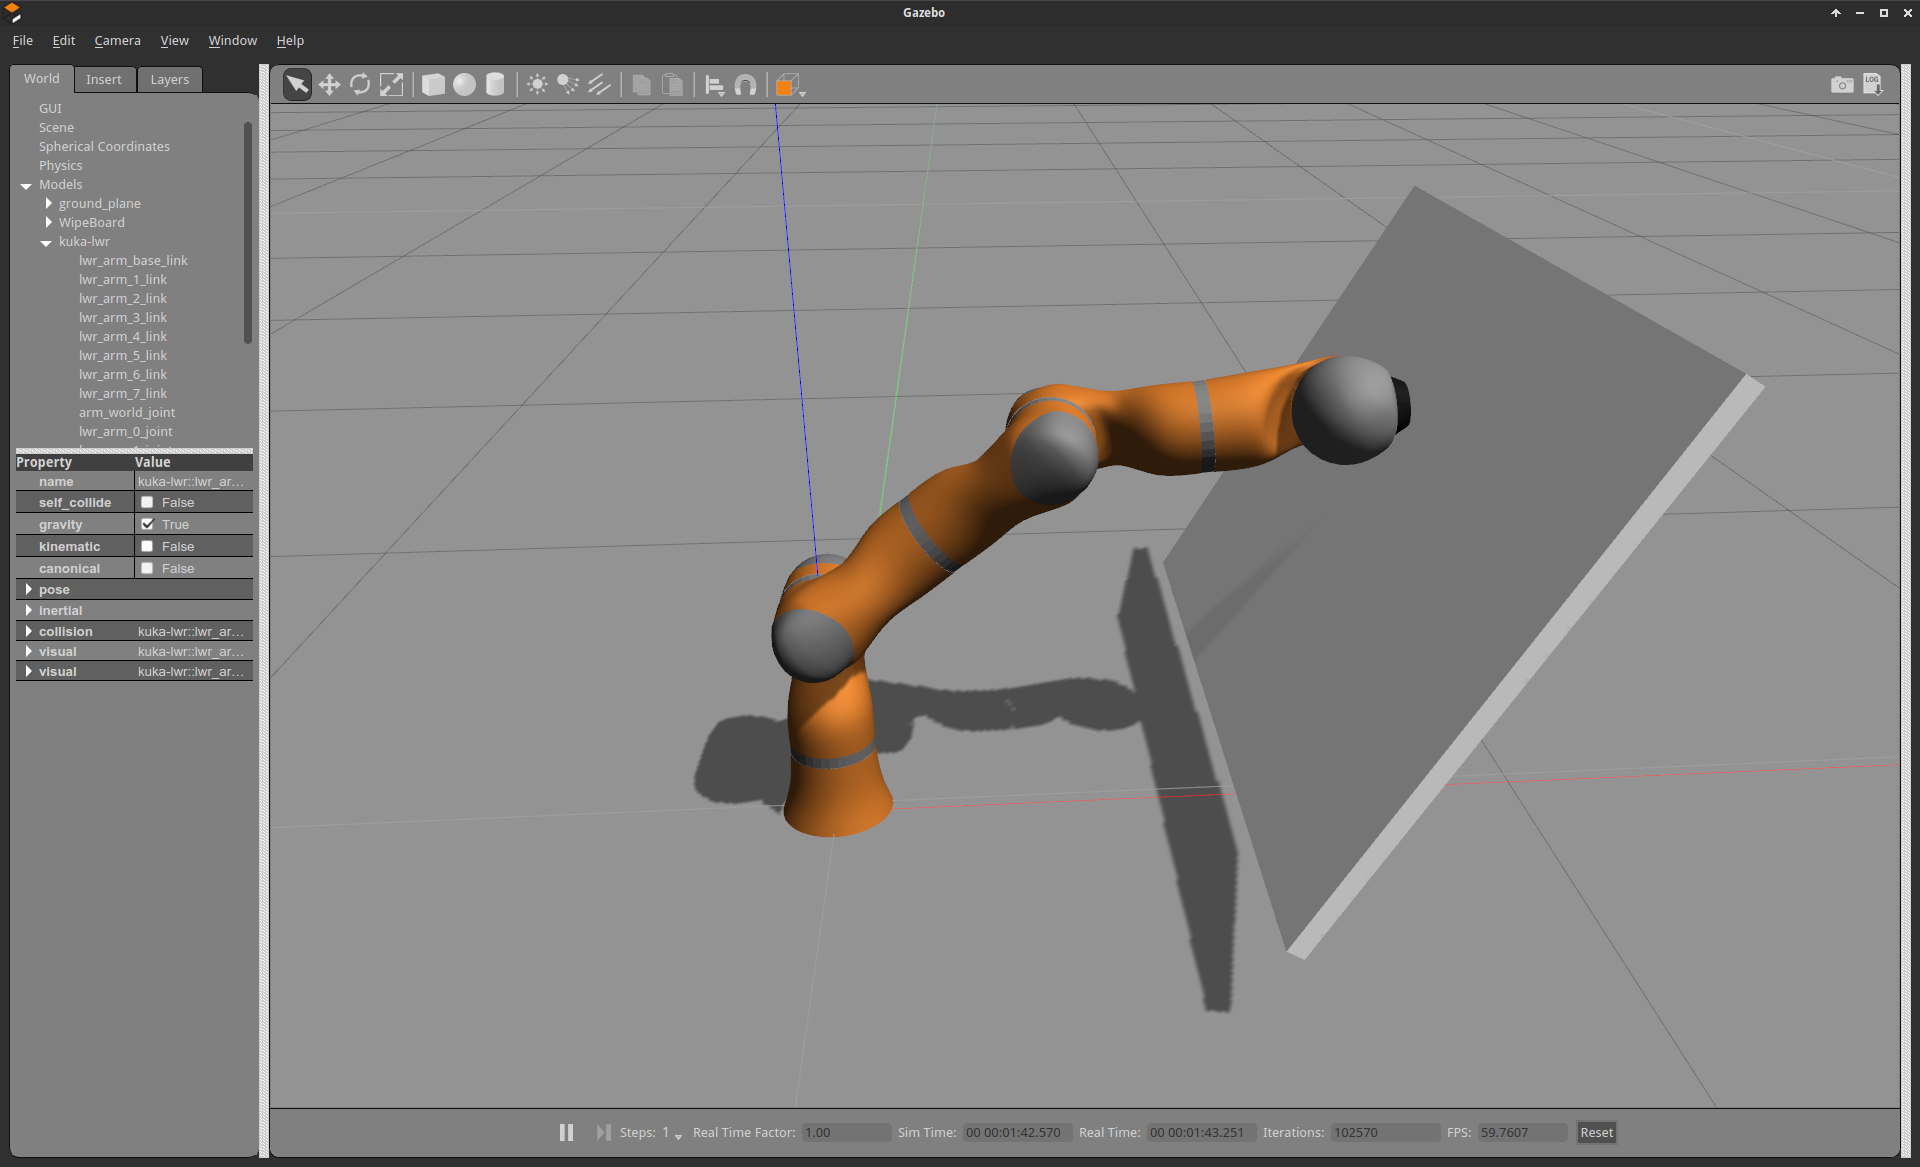 Gazebo
File Edit Camera View Window Help
World Insert Layers
LOG
GUI
Scene
Spherical Coordinates
Physics
Models
ground_plane
WipeBoard
kuka-lwr
lwr_arm_base_link
lwr_arm_1_link
lwr_arm_2_link
lwr_arm_3_link
lwr_arm_4_link
lwr_arm_5_link
lwr_arm_6_link
lwr_arm_7_link
arm_world_joint
lwr_arm_0_joint
Property Value
name kuka-lwr::lwr_ar...
self_collide False
gravity True
kinematic False
canonical False
pose
inertial
collision kuka-lwr::lwr_ar...
visual kuka-lwr::lwr_ar...
visual kuka-lwr::lwr_ar...
Steps: 1 Real Time Factor: 1.00 Sim Time: 00 00:01:42.570 Real Time: 00 00:01:43.251 Iterations: 102570 FPS: 59.7607 Reset